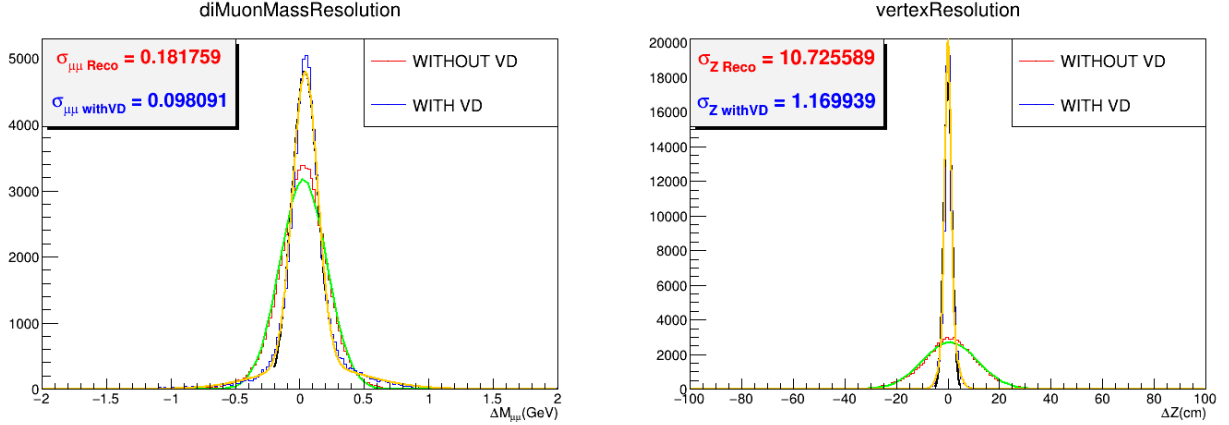 diMuonMassResolution
σμμ Reco = 0.181759
σμμ withVD = 0.098091
WITHOUT VD
WITH VD
5000
4000
3000
2000
1000
0
−2 −1.5 −1 −0.5 0 0.5 1 1.5 2
ΔMμμ(GeV)
vertexResolution
σZ Reco = 10.725589
σZ withVD = 1.169939
WITHOUT VD
WITH VD
20000
18000
16000
14000
12000
10000
8000
6000
4000
2000
0
−100 −80 −60 −40 −20 0 20 40 60 80 100
ΔZ(cm)